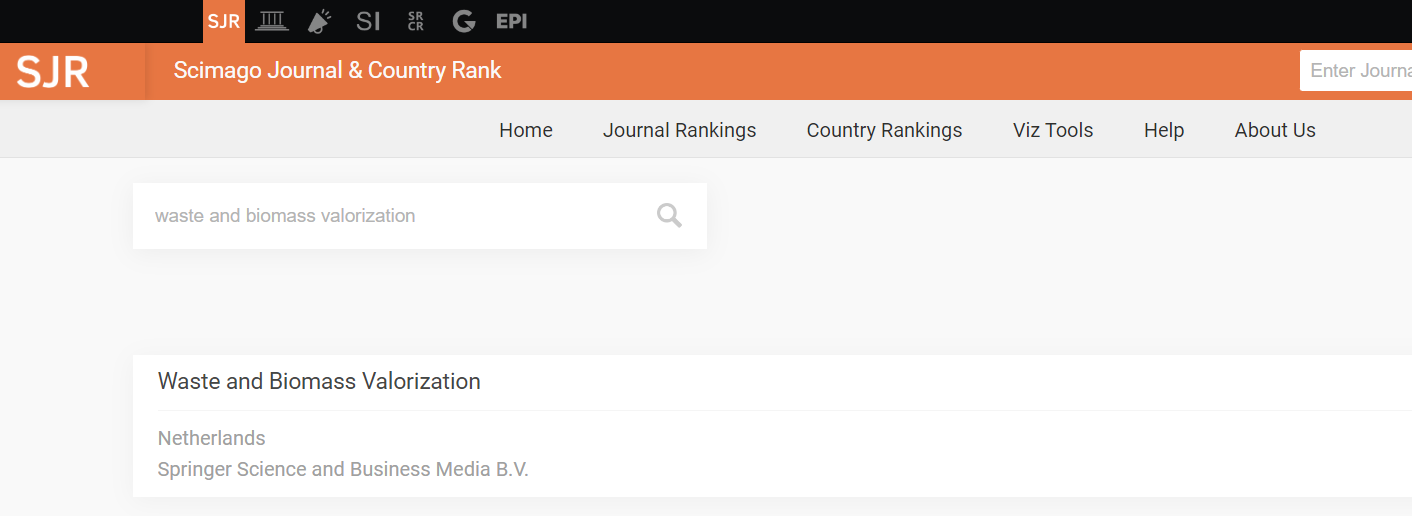 SJR SI SR CR G EPI
SJR Scimago Journal & Country Rank Enter Journa
Home Journal Rankings Country Rankings Viz Tools Help About Us
waste and biomass valorization
Waste and Biomass Valorization
Netherlands
Springer Science and Business Media B.V.